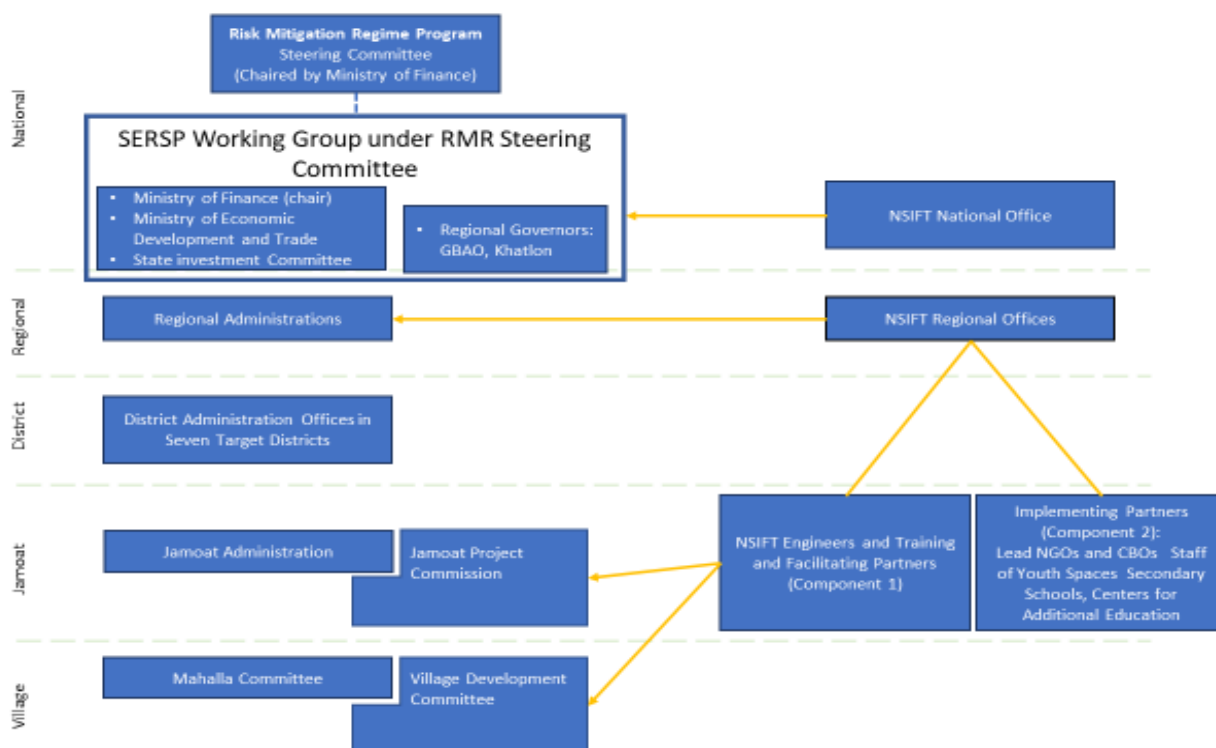 Risk Mitigation Regime Program
Steering Committee
(Chaired by Ministry of Finance)
National
SERSP Working Group under RMR Steering
Committee
▪ Ministry of Finance (chair)
▪ Ministry of Economic
Development and Trade
▪ State investment Committee
▪ Regional Governors:
GBAO, Khatlon
NSIFT National Office
Regional
Regional Administrations
NSIFT Regional Offices
District
District Administration Offices in
Seven Target Districts
Jamoat
Jamoat Administration
Jamoat Project
Commission
NSIFT Engineers and Training
and Facilitating Partners
(Component 1)
Implementing Partners
(Component 2):
Lead NGOs and CBOs Staff
of Youth Spaces Secondary
Schools, Centers for
Additional Education
Village
Mahalla Committee
Village Development
Committee